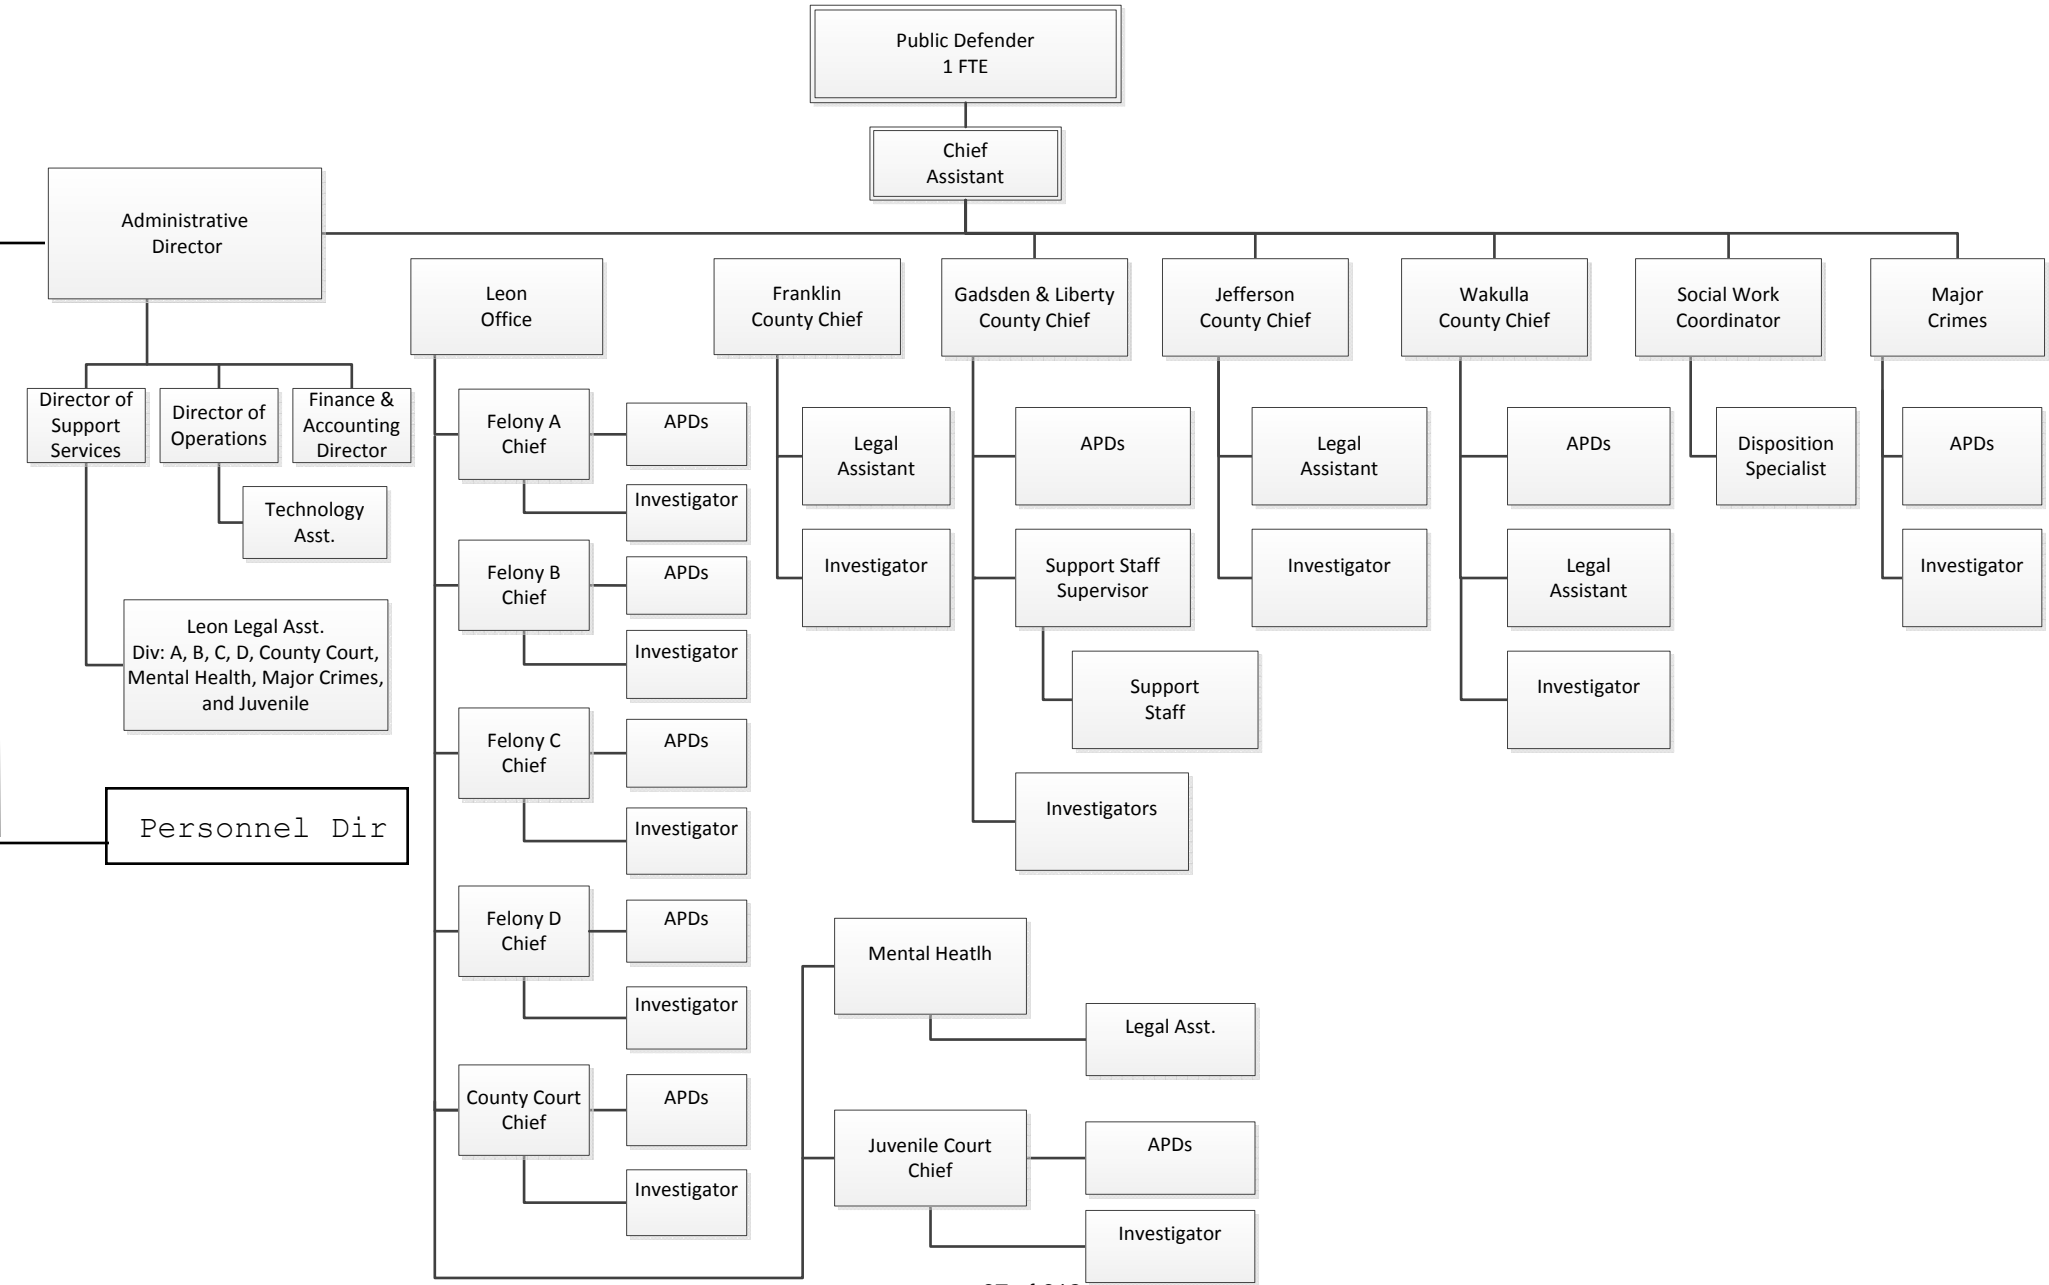 Public Defender
1 FTE
Chief
Assistant
Administrative
Director
Leon
Office
Franklin
County Chief
Gadsden & Liberty
County Chief
Jefferson
County Chief
Wakulla
County Chief
Social Work
Coordinator
Major
Crimes
Director of
Support
Services
Director of
Operations
Finance &
Accounting
Director
Technology
Asst.
Leon Legal Asst.
Div: A, B, C, D, County Court,
Mental Health, Major Crimes,
and Juvenile
Personnel Dir
Felony A
Chief
APDs
Investigator
Felony B
Chief
APDs
Investigator
Felony C
Chief
APDs
Investigator
Felony D
Chief
APDs
Investigator
County Court
Chief
APDs
Investigator
Mental Heatlh
Legal Asst.
Juvenile Court
Chief
APDs
Investigator
Legal
Assistant
Investigator
APDs
Support Staff
Supervisor
Support
Staff
Investigators
Legal
Assistant
Investigator
APDs
Legal
Assistant
Investigator
Disposition
Specialist
APDs
Investigator